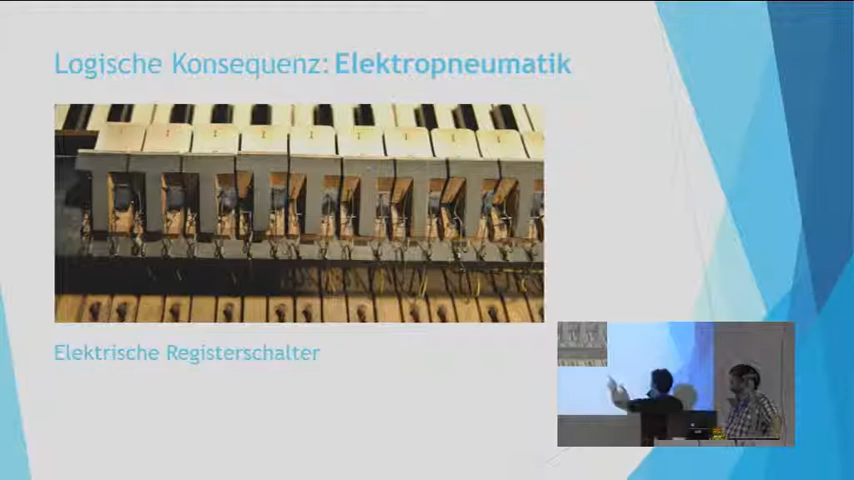 Logische Konsequenz: Elektropneumatik
Elektrische Registerschalter